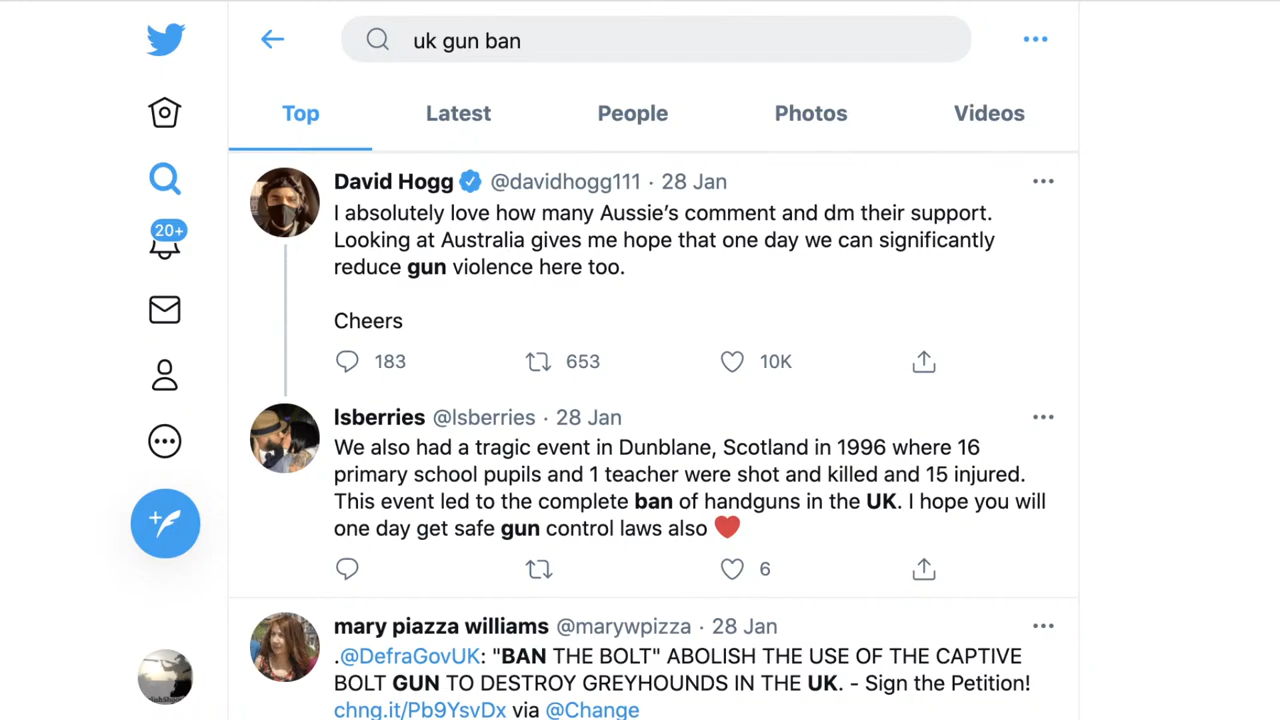 uk gun ban
Top Latest People Photos Videos
David Hogg @davidhogg111 · 28 Jan
I absolutely love how many Aussie’s comment and dm their support.
Looking at Australia gives me hope that one day we can significantly
reduce gun violence here too.
Cheers
183 653 10K
20+
lsberries @lsberries · 28 Jan
We also had a tragic event in Dunblane, Scotland in 1996 where 16
primary school pupils and 1 teacher were shot and killed and 15 injured.
This event led to the complete ban of handguns in the UK. I hope you will
one day get safe gun control laws also ❤️
6
mary piazza williams @marywpizza · 28 Jan
.@DefraGovUK: "BAN THE BOLT" ABOLISH THE USE OF THE CAPTIVE
BOLT GUN TO DESTROY GREYHOUNDS IN THE UK. - Sign the Petition!
chng.it/Pb9YsvDx via @Change